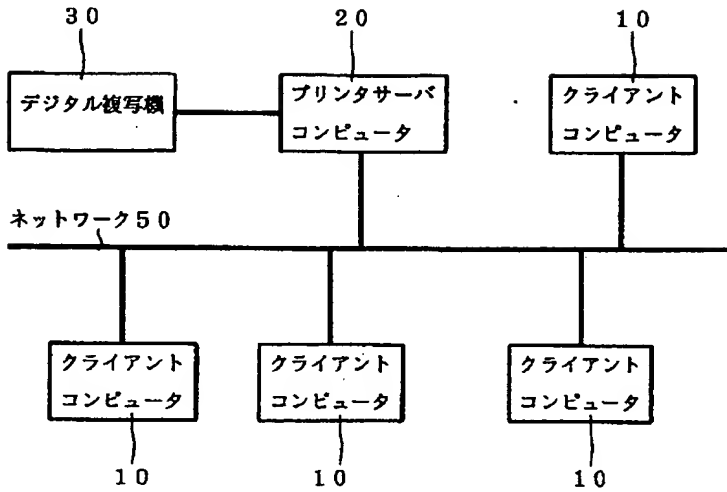 30
20
10
デジタル複写機
プリンタサーバ
コンピュータ
クライアント
コンピュータ
ネットワーク50
クライアント
コンピュータ
クライアント
コンピュータ
クライアント
コンピュータ
10
10
10